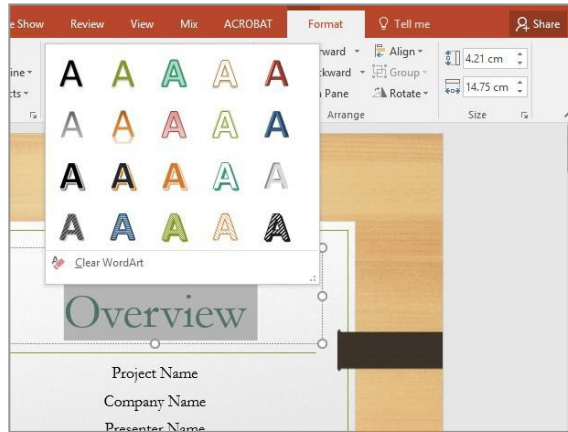 e Show Review View Mix ACROBAT Format Tell me Share
ward Align
ine ckward Group
cts Pane Rotate
4.21 cm
14.75 cm
Arrange Size
A A A A A
A A A A A
A A A A A
A A A A A
Clear WordArt
Overview
Project Name
Company Name
Presenter Name